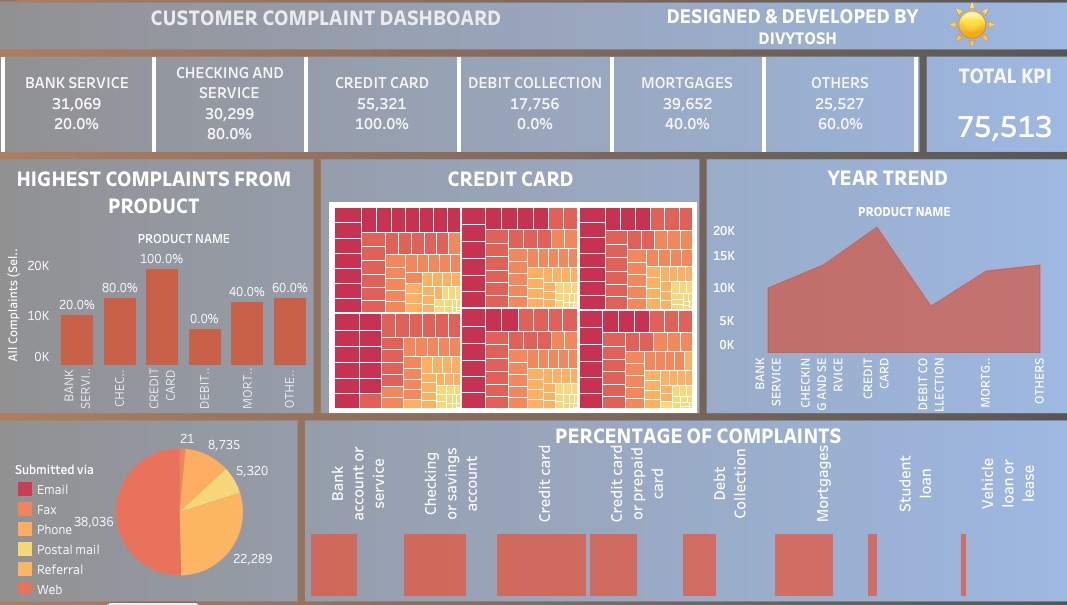 CUSTOMER COMPLAINT DASHBOARD
DESIGNED & DEVELOPED BY
DIVYTOSH
BANK SERVICE
31,069
20.0%
CHECKING AND
SERVICE
30,299
80.0%
CREDIT CARD
55,321
100.0%
DEBIT COLLECTION
17,756
0.0%
MORTGAGES
39,652
40.0%
OTHERS
25,527
60.0%
TOTAL KPI
75,513
HIGHEST COMPLAINTS FROM
PRODUCT
PRODUCT NAME
All Complaints (Sel..
20K
10K
0K
20.0%
80.0%
100.0%
0.0%
40.0%
60.0%
BANK
SERVI..
CHEC..
CREDIT
CARD
DEBIT..
MORT..
OTHE..
CREDIT CARD
YEAR TREND
PRODUCT NAME
20K
15K
10K
5K
0K
BANK
SERVICE
CHECKIN
G AND SE
RVICE
CREDIT
CARD
DEBIT CO
LLECTION
MORTG..
OTHERS
Submitted via
Email
Fax
Phone
Postal mail
Referral
Web
21
8,735
5,320
22,289
38,036
PERCENTAGE OF COMPLAINTS
Bank
account or
service
Checking
or savings
account
Credit card
Credit card
or prepaid
card
Debt
Collection
Mortgages
Student
loan
Vehicle
loan or
lease